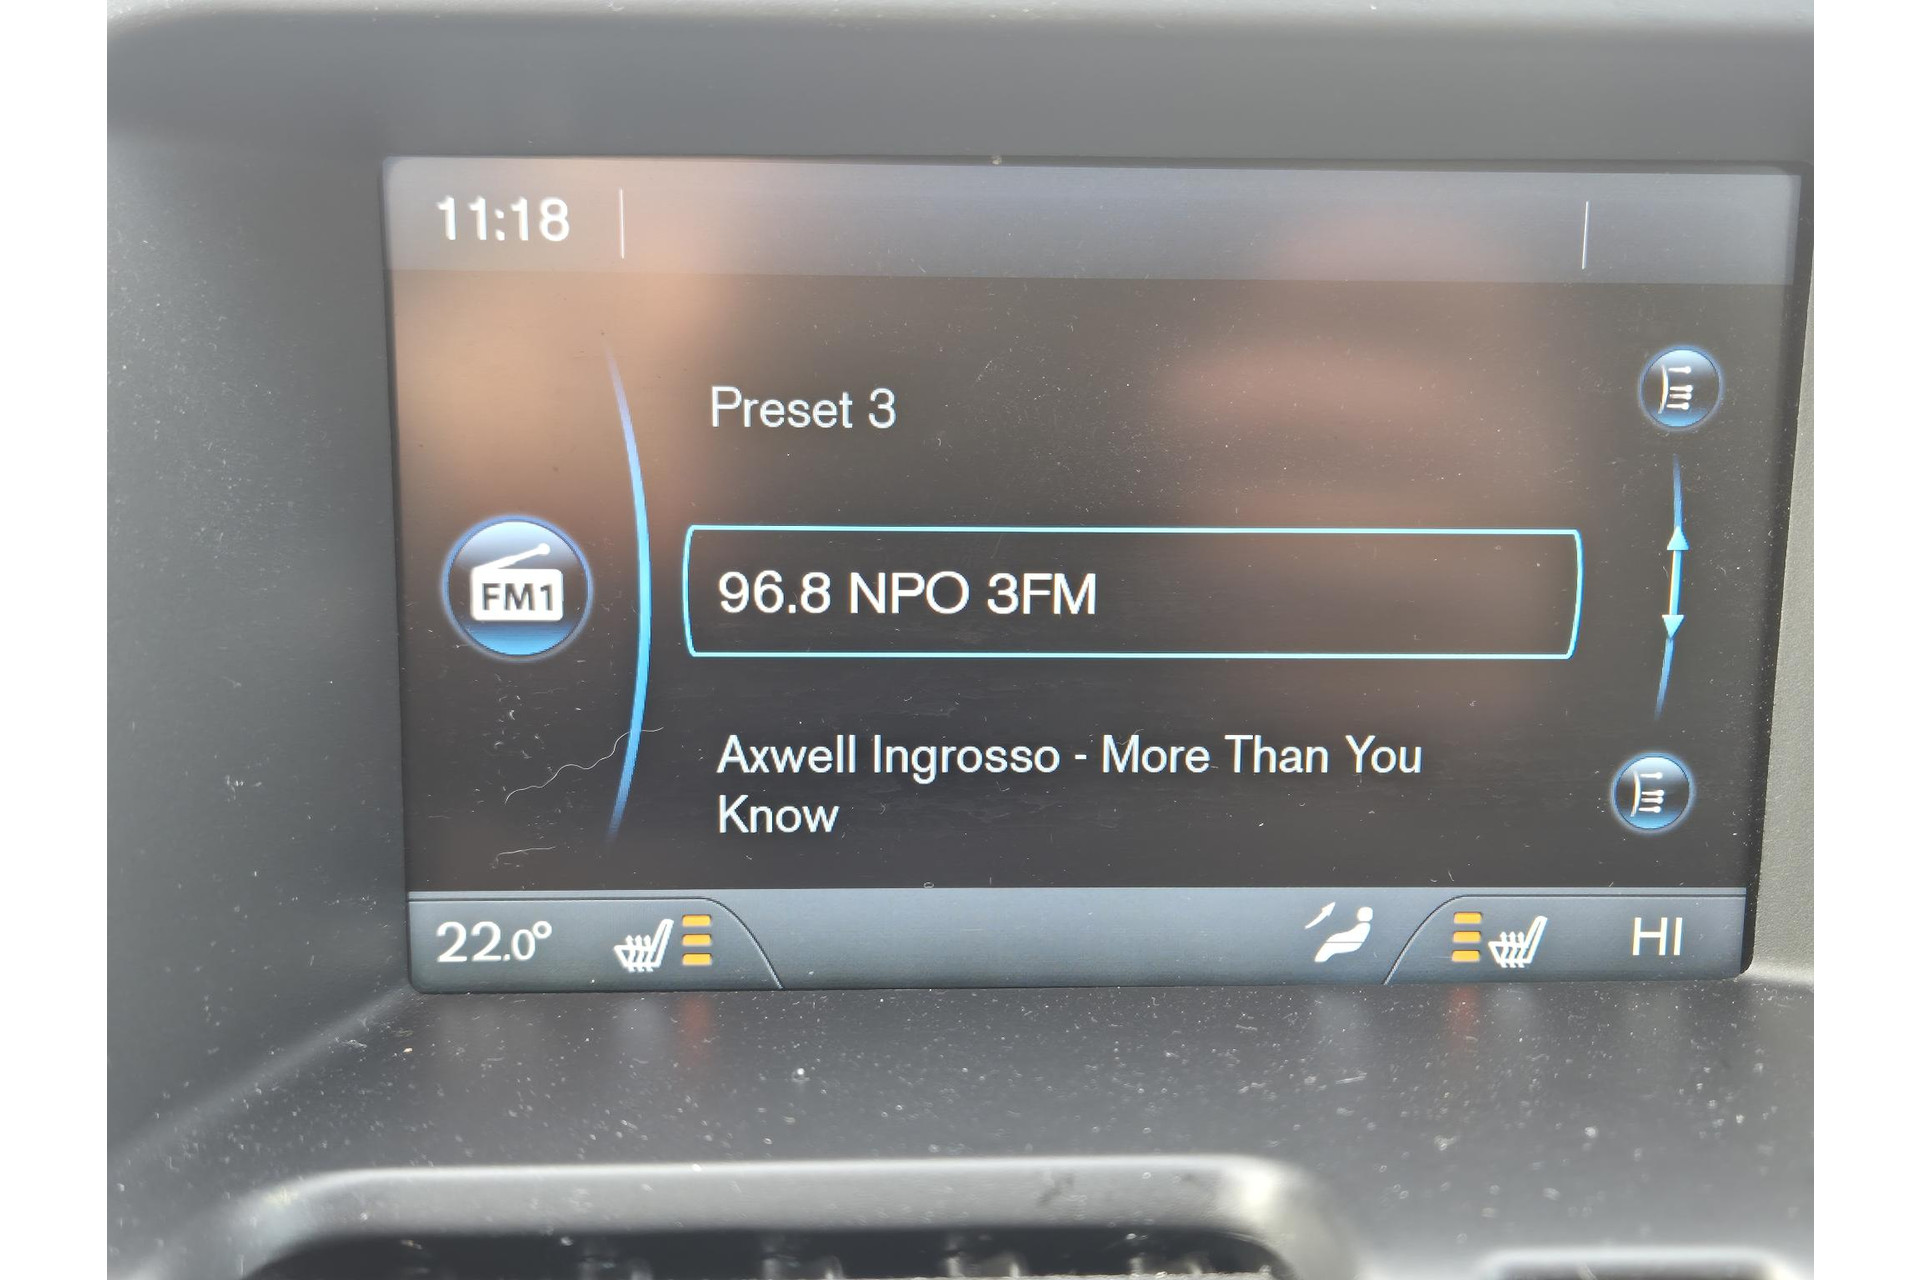 11:18
Preset 3
FM1
96.8 NPO 3FM
Axwell Ingrosso - More Than You
Know
22.0° HI